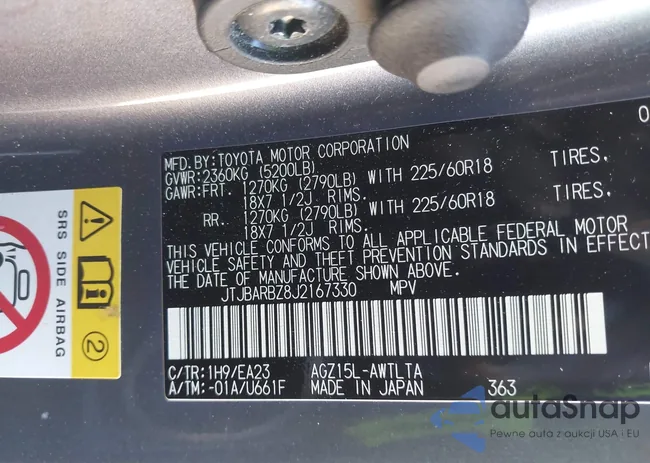 0
MFD.BY:TOYOTA MOTOR CORPORATION
GVWR:2360KG (5200LB)
GAWR:FRT. 1270KG (2790LB) WITH 225/60R18 TIRES,
18X7 1/2J RIMS.
RR. 1270KG (2790LB) WITH 225/60R18 TIRES,
18X7 1/2J RIMS.
THIS VEHICLE CONFORMS TO ALL APPLICABLE FEDERAL MOTOR
VEHICLE SAFETY AND THEFT PREVENTION STANDARDS IN EFFECT
THE DATE OF MANUFACTURE SHOWN ABOVE.
JTJBARBZ8J2167330 MPV
C/TR:1H9/EA23 AGZ15L-AWTLTA
A/TM:-01A/U661F MADE IN JAPAN 363
SRS SIDE AIRBAG
2
autoSnap
Pewne auta z aukcji USA i EU